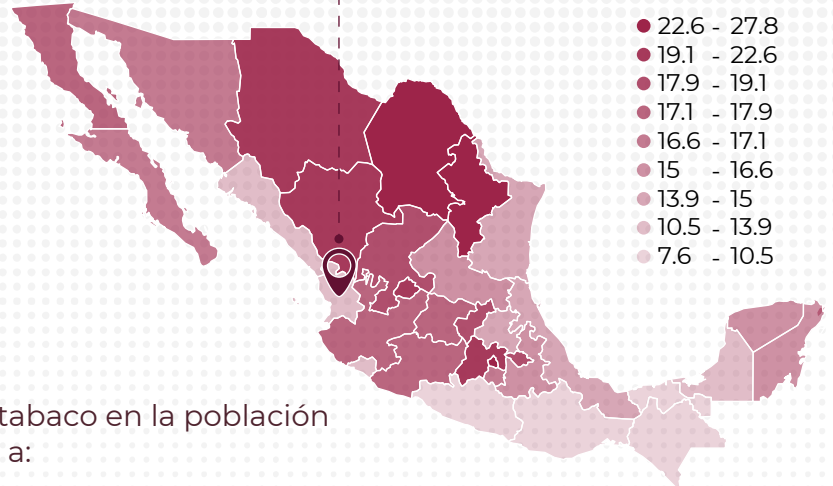 22.6 - 27.8
19.1 - 22.6
17.9 - 19.1
17.1 - 17.9
16.6 - 17.1
15 - 16.6
13.9 - 15
10.5 - 13.9
7.6 - 10.5
tabaco en la población
a: